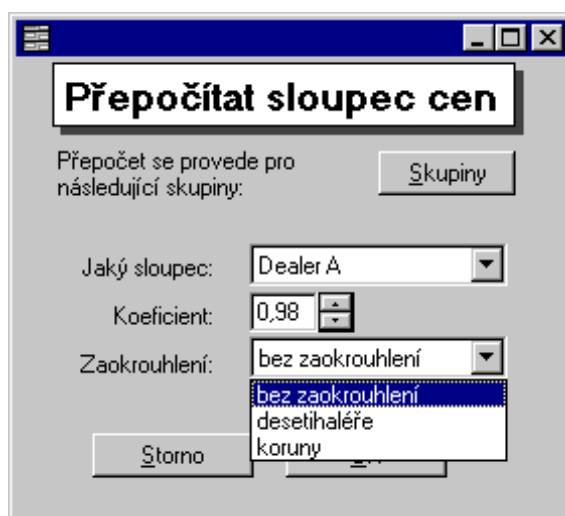 Přepočítat sloupec cen
Přepočet se provede pro
následující skupiny:
Skupiny
Jaký sloupec: Dealer A
Koeficient: 0,98
Zaokrouhlení: bez zaokrouhlení
bez zaokrouhlení
desetihaléře
koruny
Storno